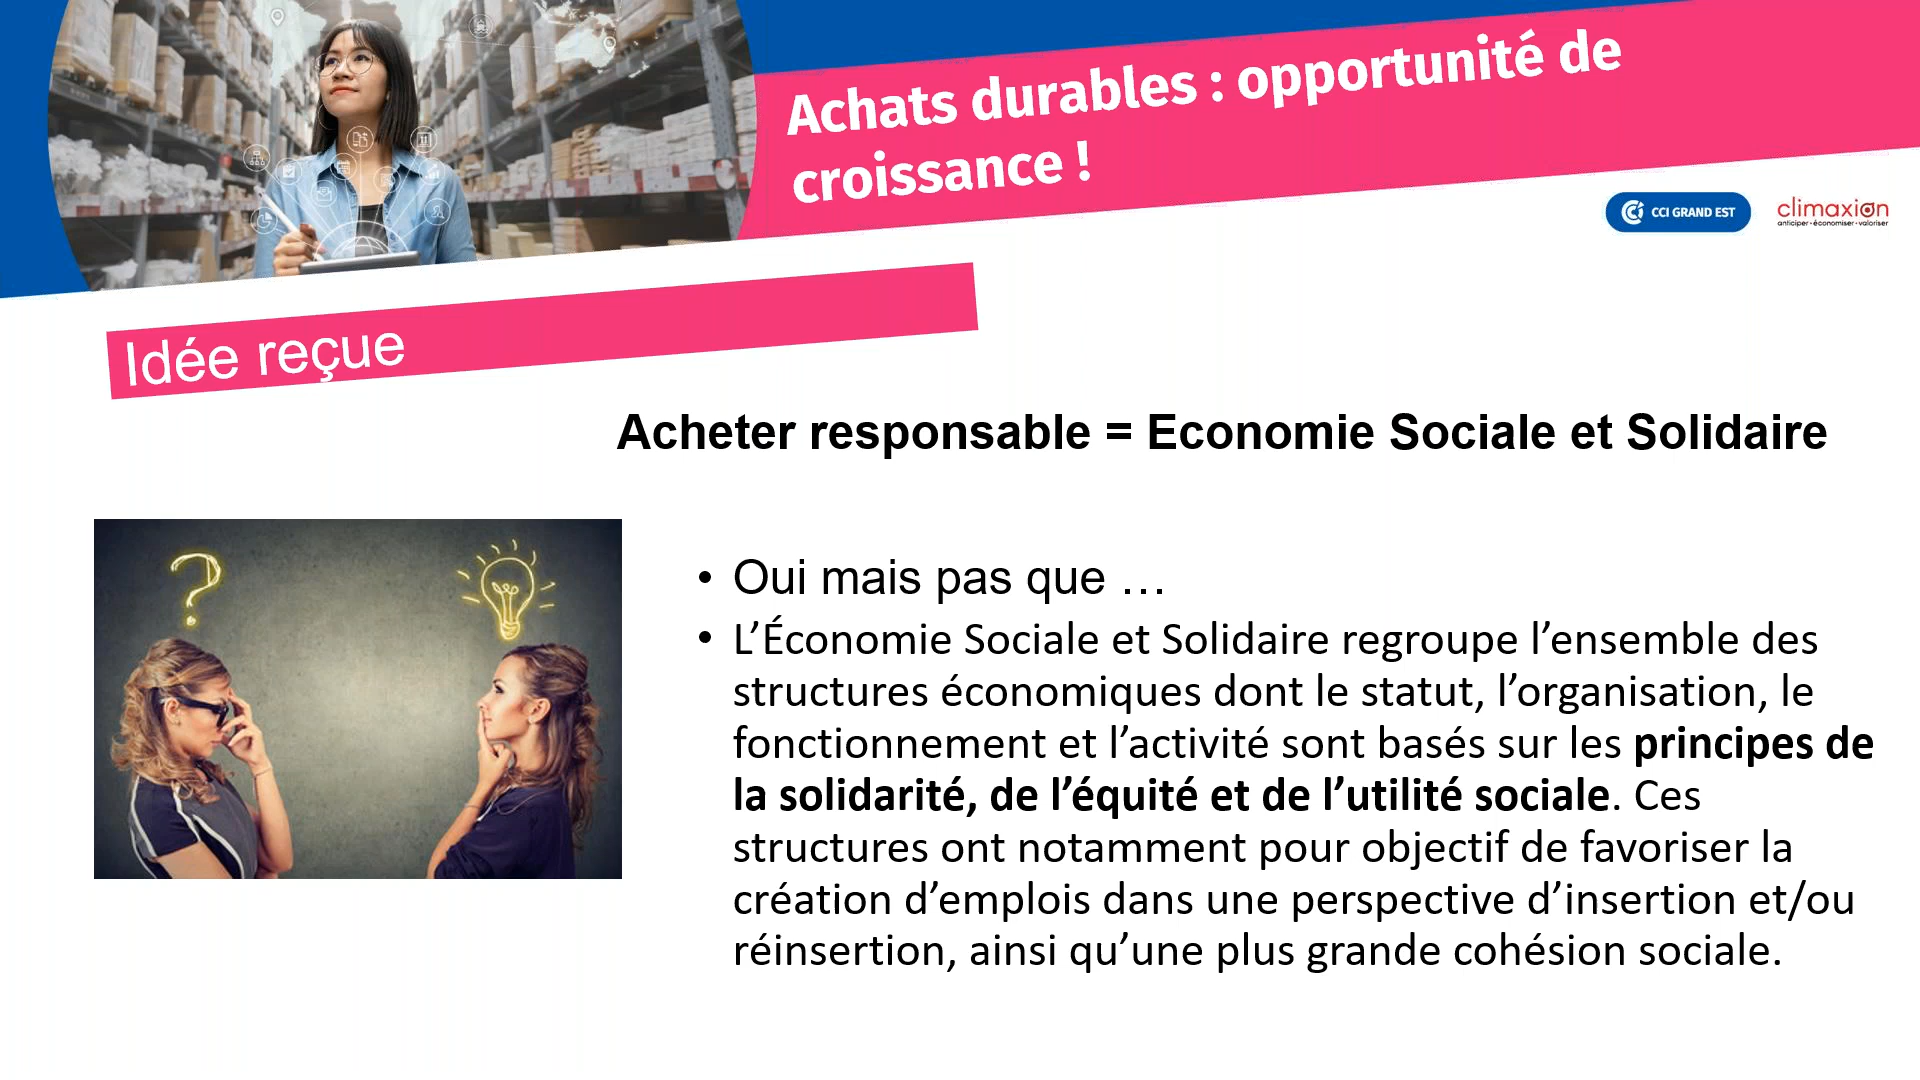 Achats durables : opportunité de
croissance !
CCI GRAND EST
climaxion
anticiper • économiser • valoriser
Idée reçue
Acheter responsable = Economie Sociale et Solidaire
• Oui mais pas que …
• L’Économie Sociale et Solidaire regroupe l’ensemble des
structures économiques dont le statut, l’organisation, le
fonctionnement et l’activité sont basés sur les principes de
la solidarité, de l’équité et de l’utilité sociale. Ces
structures ont notamment pour objectif de favoriser la
création d’emplois dans une perspective d’insertion et/ou
réinsertion, ainsi qu’une plus grande cohésion sociale.